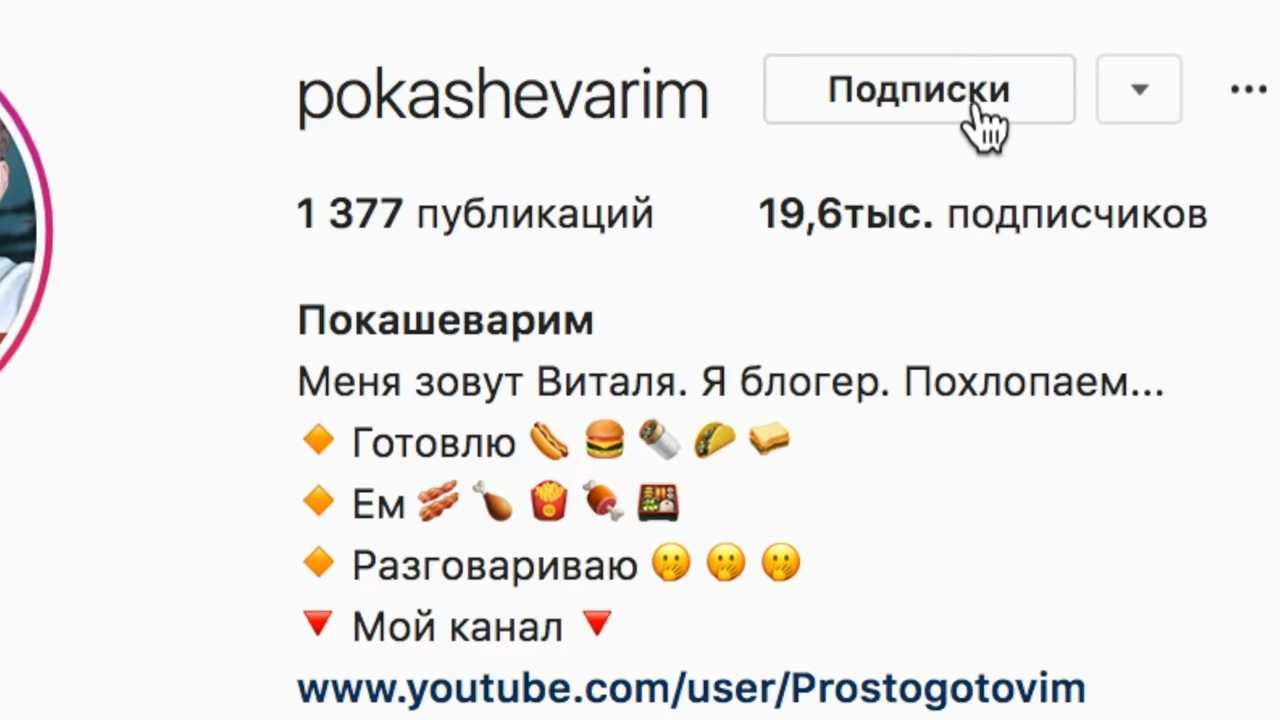 pokashevarim Подписки
1 377 публикаций 19,6тыс. подписчиков
Покашеварим
Меня зовут Виталя. Я блогер. Похлопаем...
🔸 Готовлю 🌭 🍔 🌯 🌮 🥪
🔸 Ем 🥓 🍗 🍟 🍖 🍱
🔸 Разговариваю 🤭 🤭 🤭
🔻 Мой канал 🔻
www.youtube.com/user/Prostogotovim